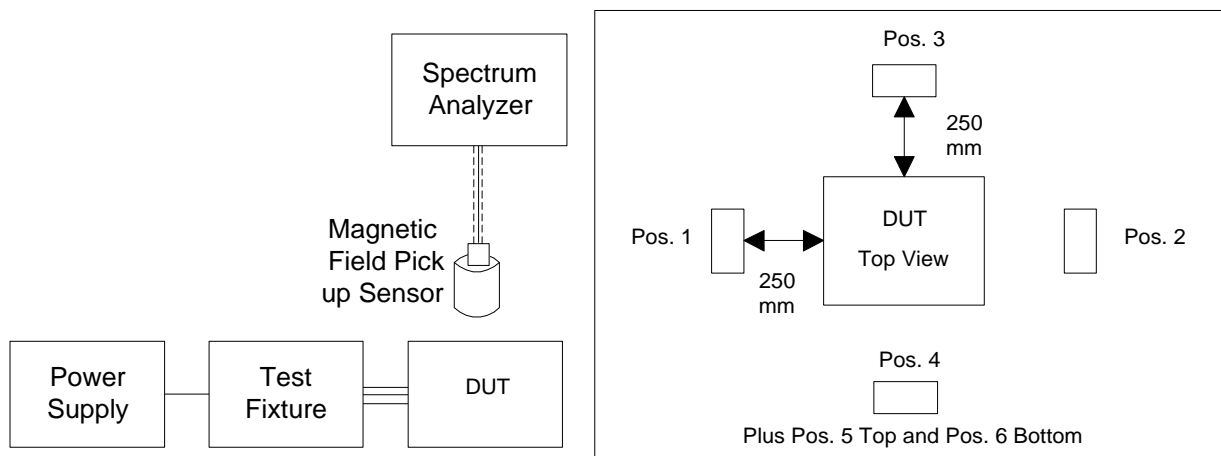 Spectrum
Analyzer
Magnetic
Field Pick
up Sensor
Power
Supply
Test
Fixture
DUT
Pos. 3
250
mm
Pos. 1
250
mm
DUT
Top View
Pos. 2
Pos. 4
Plus Pos. 5 Top and Pos. 6 Bottom